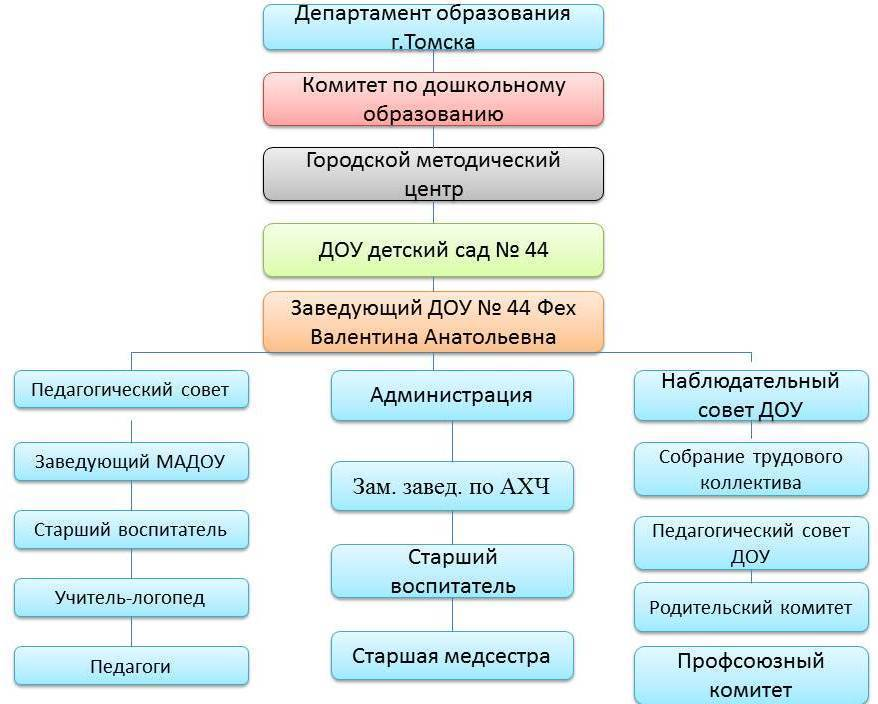 Департамент образования
г.Томска
Комитет по дошкольному
образованию
Городской методический
центр
ДОУ детский сад № 44
Заведующий ДОУ № 44 Фех
Валентина Анатольевна
Педагогический совет
Заведующий МАДОУ
Старший воспитатель
Учитель-логопед
Педагоги
Администрация
Зам. завед. по АХЧ
Старший
воспитатель
Старшая медсестра
Наблюдательный
совет ДОУ
Собрание трудового
коллектива
Педагогический совет
ДОУ
Родительский комитет
Профсоюзный
комитет